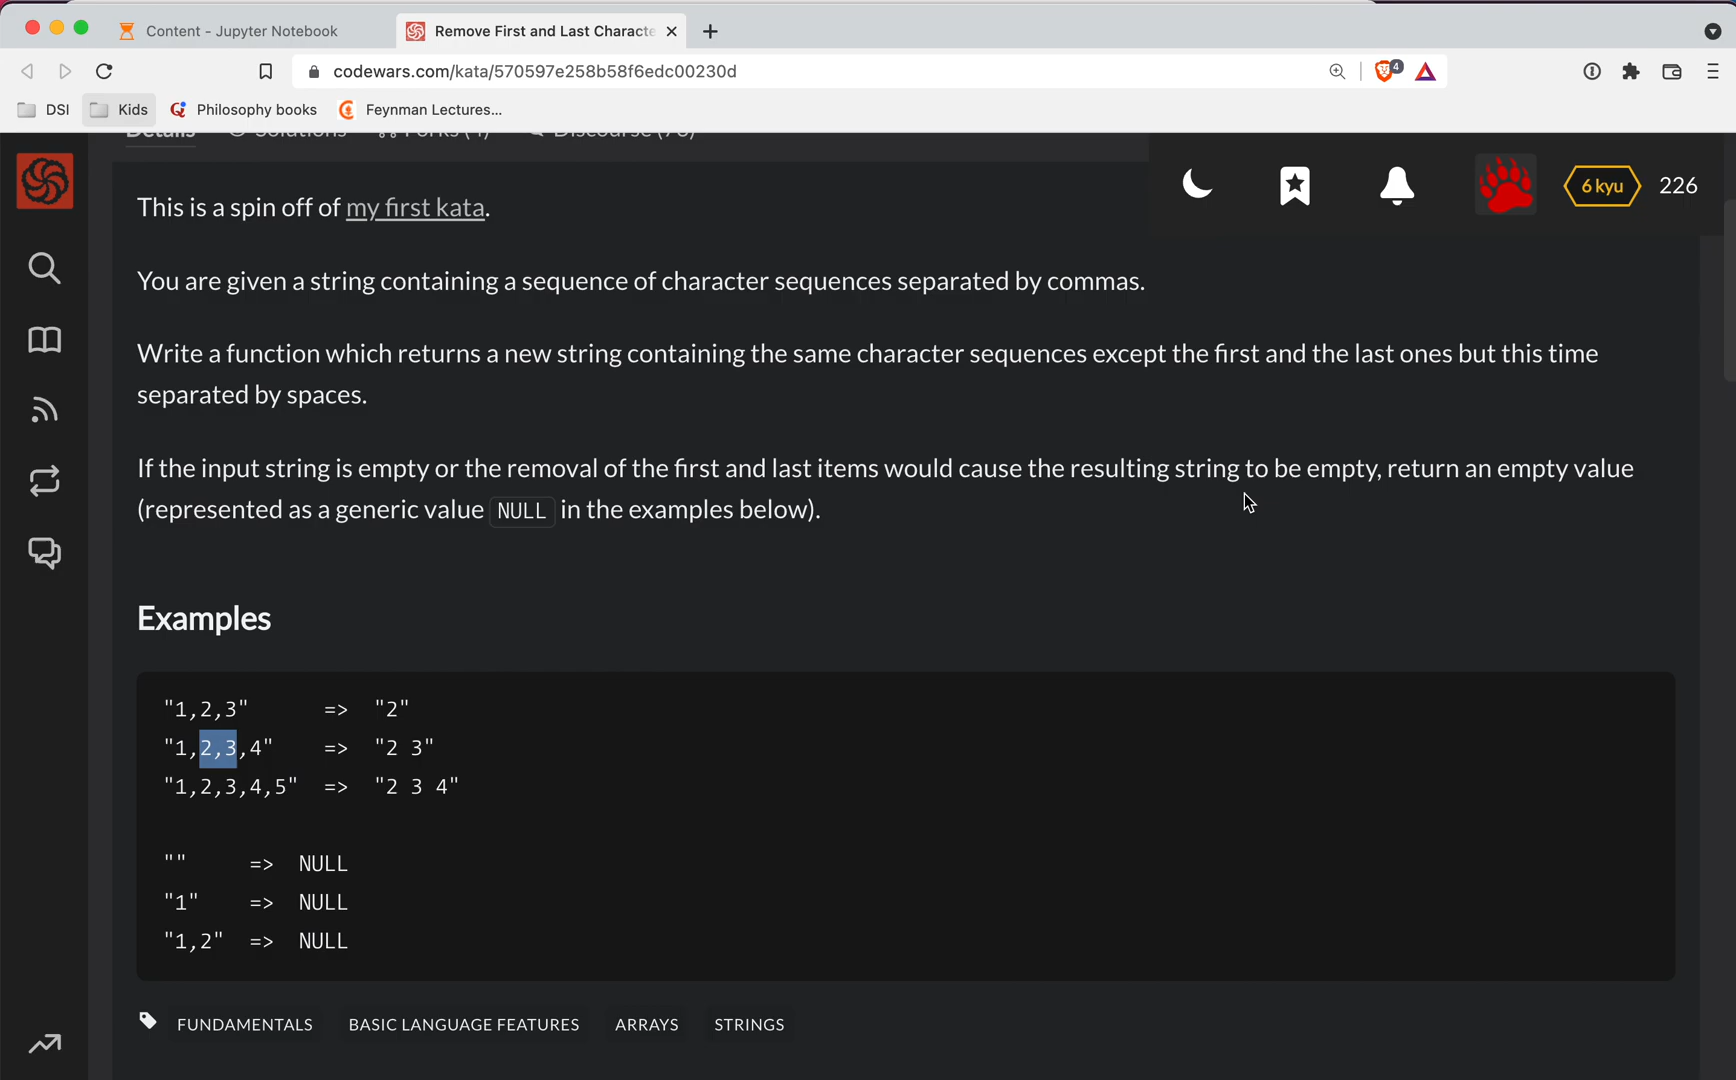 Content - Jupyter Notebook
Remove First and Last Characte
codewars.com/kata/570597e258b58f6edc00230d
4
DSI
Kids
Philosophy books
Feynman Lectures...
Details Solutions Forks (4) Discourse
6 kyu 226
This is a spin off of my first kata.
You are given a string containing a sequence of character sequences separated by commas.
Write a function which returns a new string containing the same character sequences except the first and the last ones but this time
separated by spaces.
If the input string is empty or the removal of the first and last items would cause the resulting string to be empty, return an empty value
(represented as a generic value NULL in the examples below).
Examples
"1,2,3" => "2"
"1,2,3,4" => "2 3"
"1,2,3,4,5" => "2 3 4"
"" => NULL
"1" => NULL
"1,2" => NULL
FUNDAMENTALS BASIC LANGUAGE FEATURES ARRAYS STRINGS